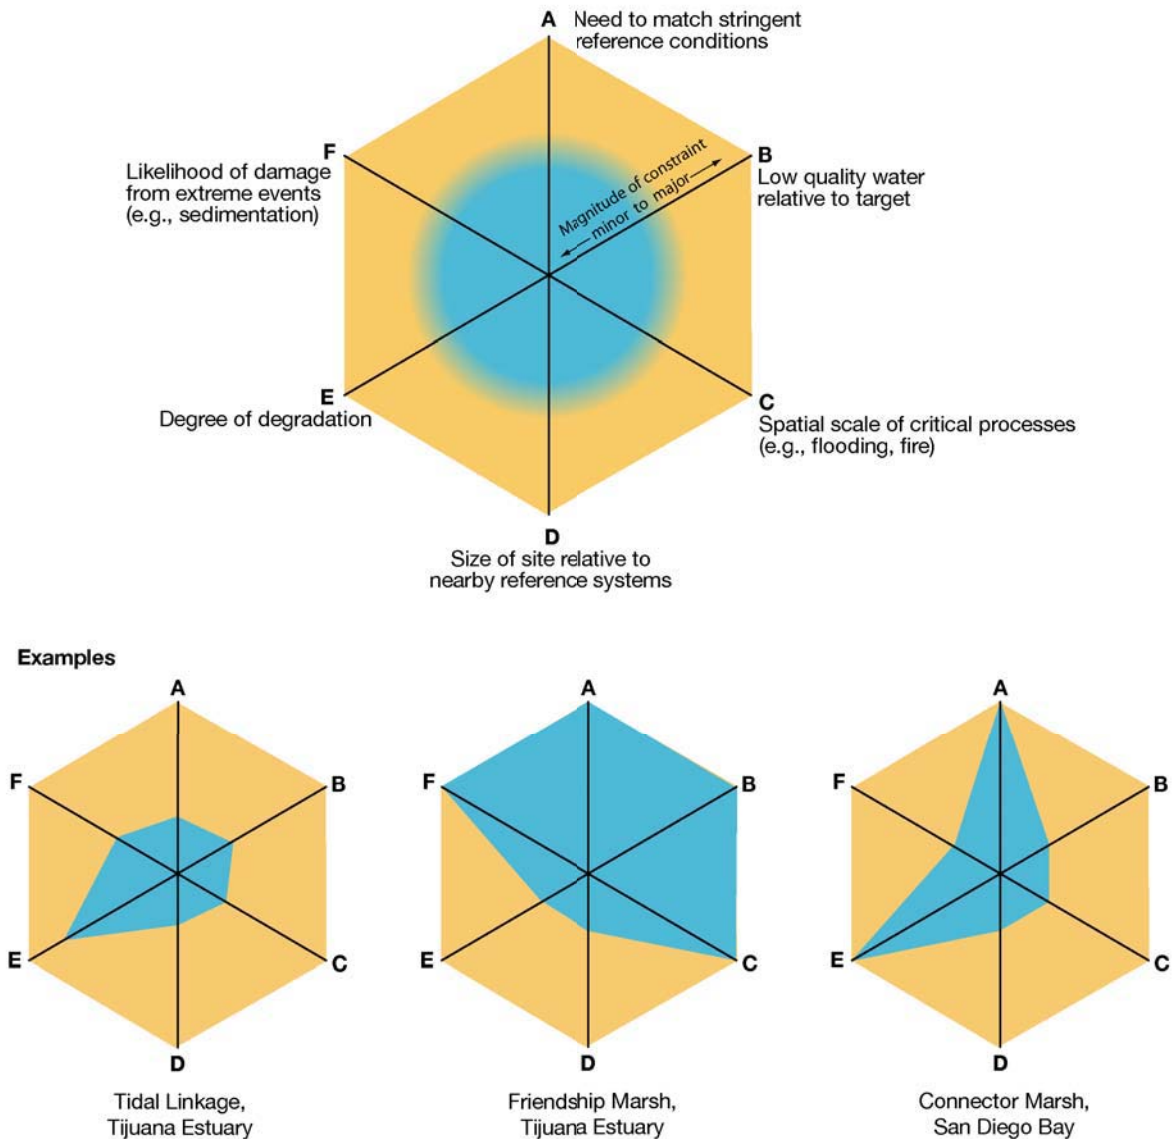 A
Need to match stringent
reference conditions
F
Likelihood of damage
from extreme events
(e.g., sedimentation)
Magnitude of constraint
minor to major
B
Low quality water
relative to target
E
Degree of degradation
C
Spatial scale of critical processes
(e.g., flooding, fire)
D
Size of site relative to
nearby reference systems
Examples
A
F
B
E
C
D
Tidal Linkage,
Tijuana Estuary
A
F
B
E
C
D
Friendship Marsh,
Tijuana Estuary
A
F
B
E
C
D
Connector Marsh,
San Diego Bay